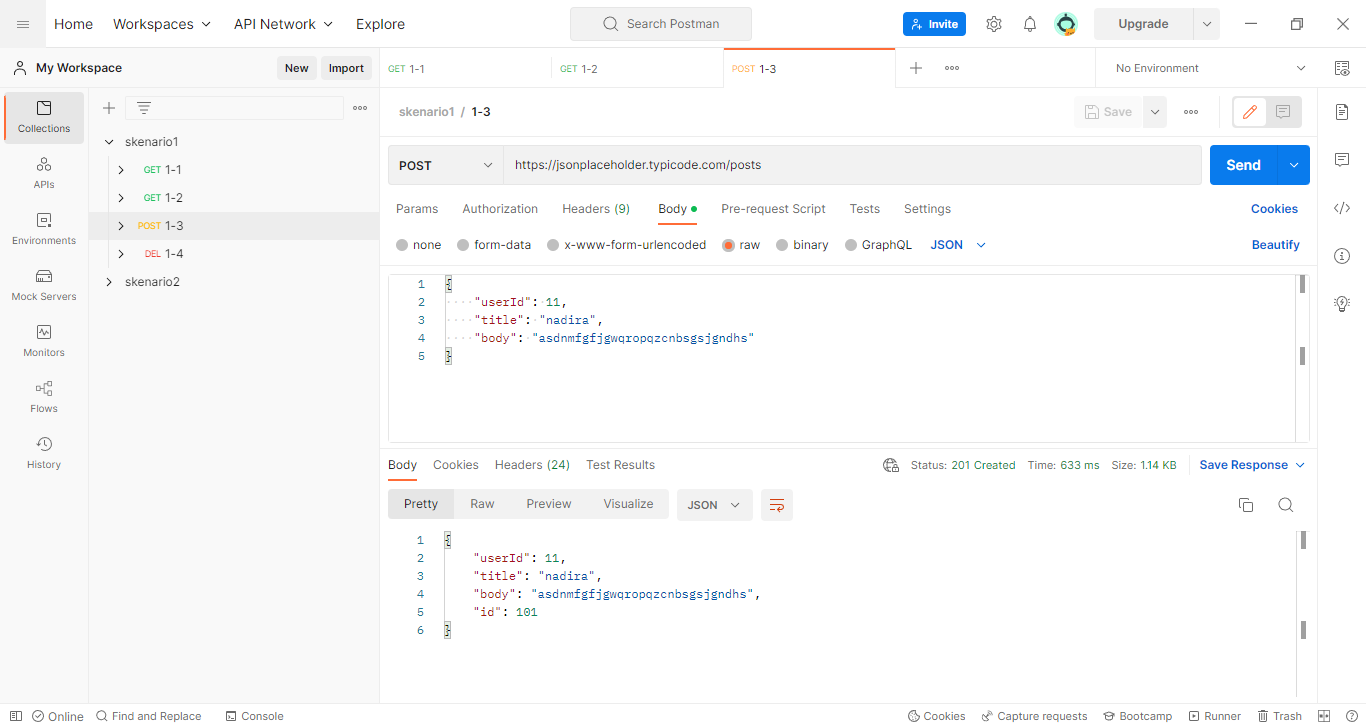 Home Workspaces API Network Explore Search Postman Invite Upgrade
My Workspace New Import GET 1-1 GET 1-2 POST 1-3 No Environment
Collections
APIs
Environments
Mock Servers
Monitors
Flows
History
skenario1
GET 1-1
GET 1-2
POST 1-3
DEL 1-4
skenario2
skenario1 / 1-3 Save
POST https://jsonplaceholder.typicode.com/posts Send
Params Authorization Headers (9) Body Pre-request Script Tests Settings Cookies
none form-data x-www-form-urlencoded raw binary GraphQL JSON Beautify
1 {
2 "userId": 11,
3 "title": "nadira",
4 "body": "asdnmfgfjgwqropqzcnbsgsjgndhs"
5 }
Body Cookies Headers (24) Test Results Status: 201 Created Time: 633 ms Size: 1.14 KB Save Response
Pretty Raw Preview Visualize JSON
1 {
2 "userId": 11,
3 "title": "nadira",
4 "body": "asdnmfgfjgwqropqzcnbsgsjgndhs",
5 "id": 101
6 }
Online Find and Replace Console Cookies Capture requests Bootcamp Runner Trash